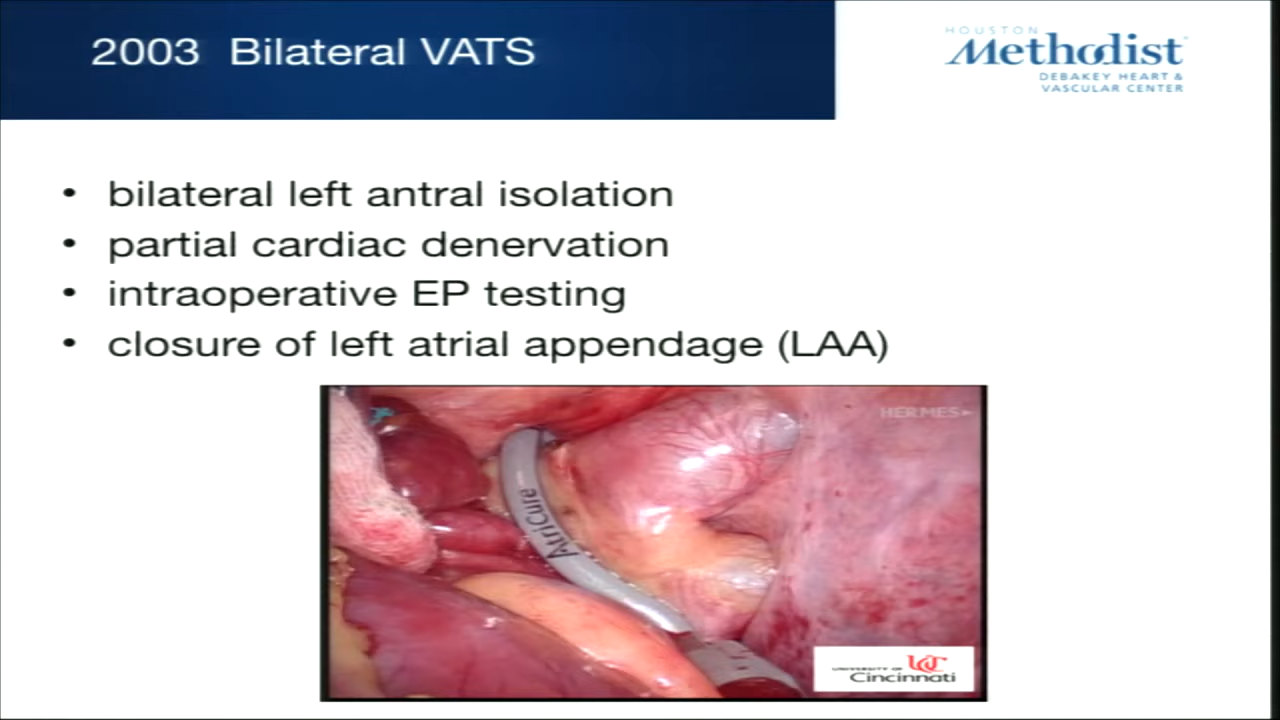 2003 Bilateral VATS
HOUSTON
Methodist
DEBAKEY HEART &
VASCULAR CENTER
• bilateral left antral isolation
• partial cardiac denervation
• intraoperative EP testing
• closure of left atrial appendage (LAA)
HERMES
AtriCure
UNIVERSITY OF
UC
Cincinnati